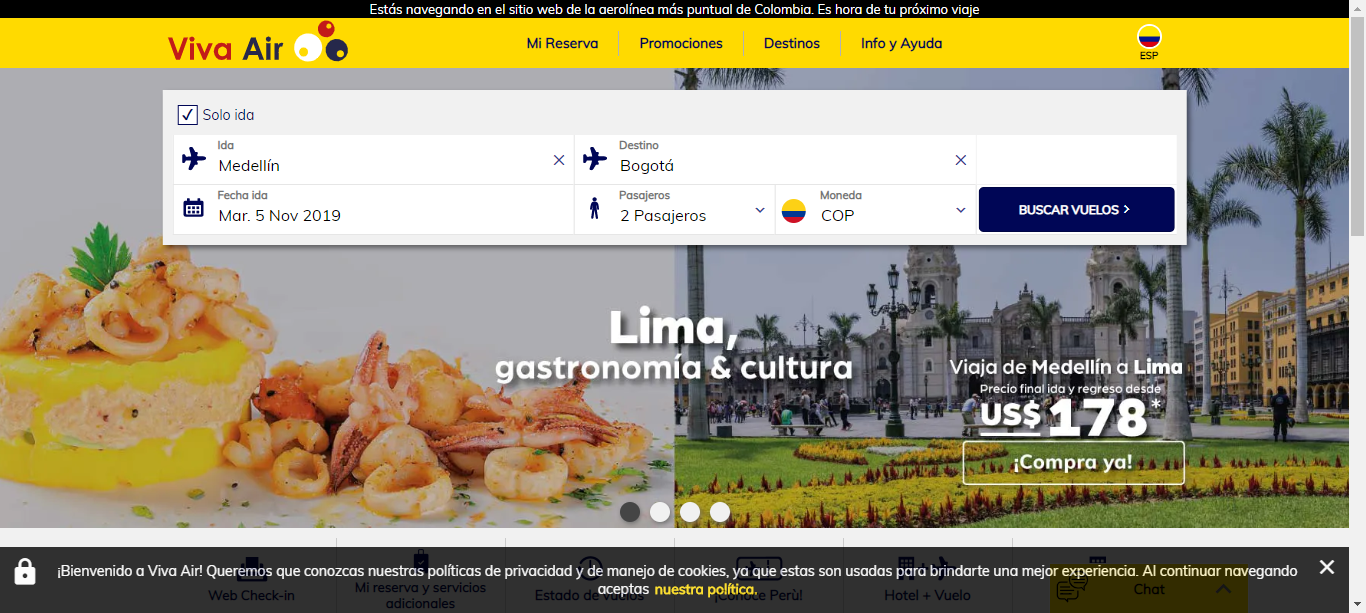 Estás navegando en el sitio web de la aerolínea más puntual de Colombia. Es hora de tu próximo viaje
Viva Air
Mi Reserva
Promociones
Destinos
Info y Ayuda
ESP
Solo ida
Ida
Medellín
Destino
Bogotá
Fecha ida
Mar. 5 Nov 2019
Pasajeros
2 Pasajeros
Moneda
COP
BUSCAR VUELOS >
Lima,
gastronomía & cultura
Viaja de Medellín a Lima
Precio final ida y regreso desde
US$ 178*
¡Compra ya!
¡Bienvenido a Viva Air! Queremos que conozcas nuestras políticas de privacidad y de manejo de cookies, ya que estas son usadas para brindarte una mejor experiencia. Al continuar navegando
aceptas nuestra política.
Web Check-in
Mi reserva y servicios
adicionales
Estado de vuelos
¡Conoce Perù!
Hotel + Vuelo
Chat